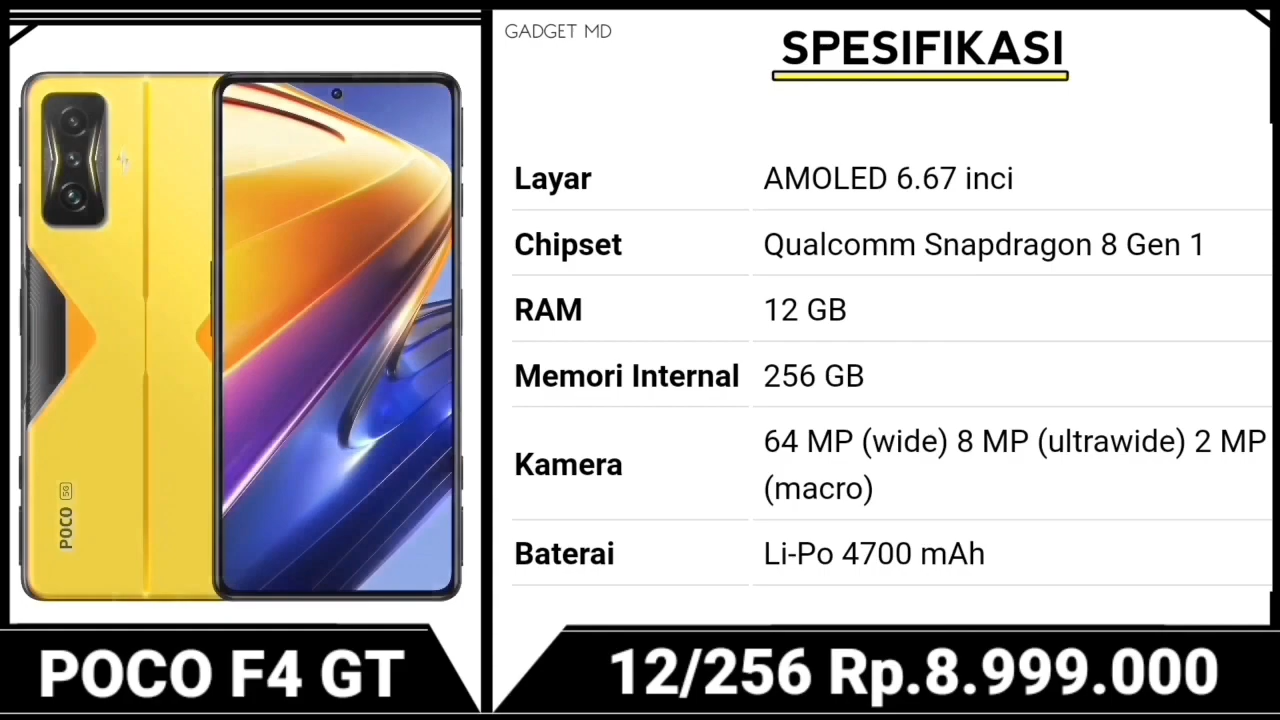 GADGET MD
SPESIFIKASI
Layar AMOLED 6.67 inci
Chipset Qualcomm Snapdragon 8 Gen 1
RAM 12 GB
Memori Internal 256 GB
Kamera 64 MP (wide) 8 MP (ultrawide) 2 MP
(macro)
Baterai Li-Po 4700 mAh
POCO 5G
POCO F4 GT
12/256 Rp.8.999.000